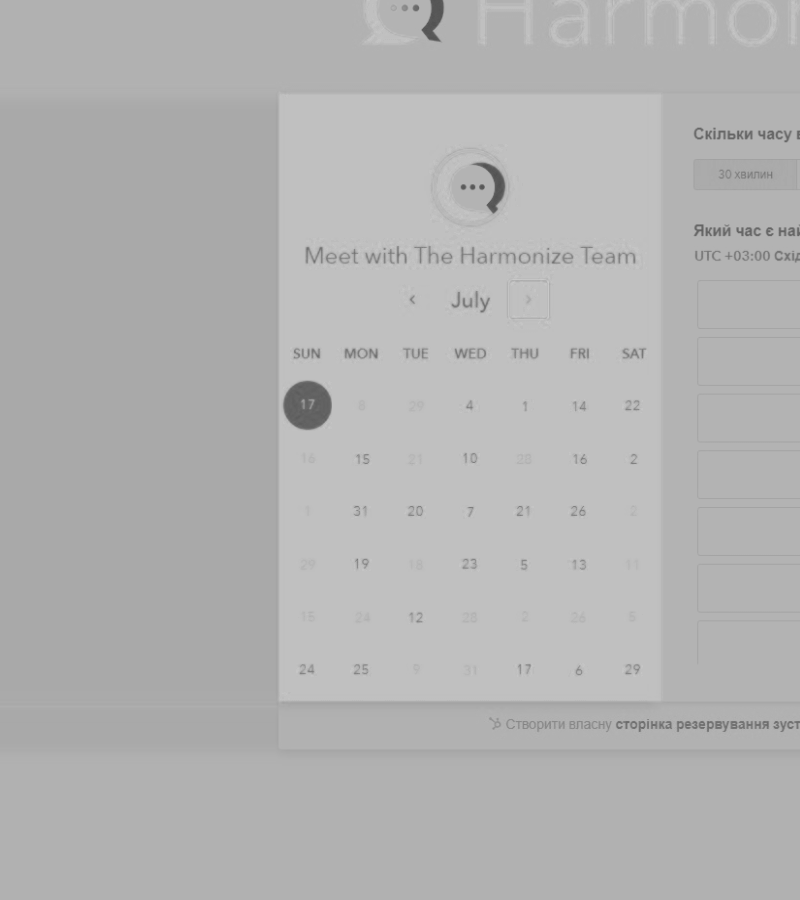 Harmon
Скільки часу в
30 хвилин
Meet with The Harmonize Team
Який час є най
UTC +03:00 Схід
‹ July ›
SUN MON TUE WED THU FRI SAT
17 8 29 4 1 14 22
16 15 21 10 28 16 2
1 31 20 7 21 26 2
29 19 18 23 5 13 11
15 24 12 28 2 26 5
24 25 9 31 17 6 29
Створити власну сторінка резервування зуст